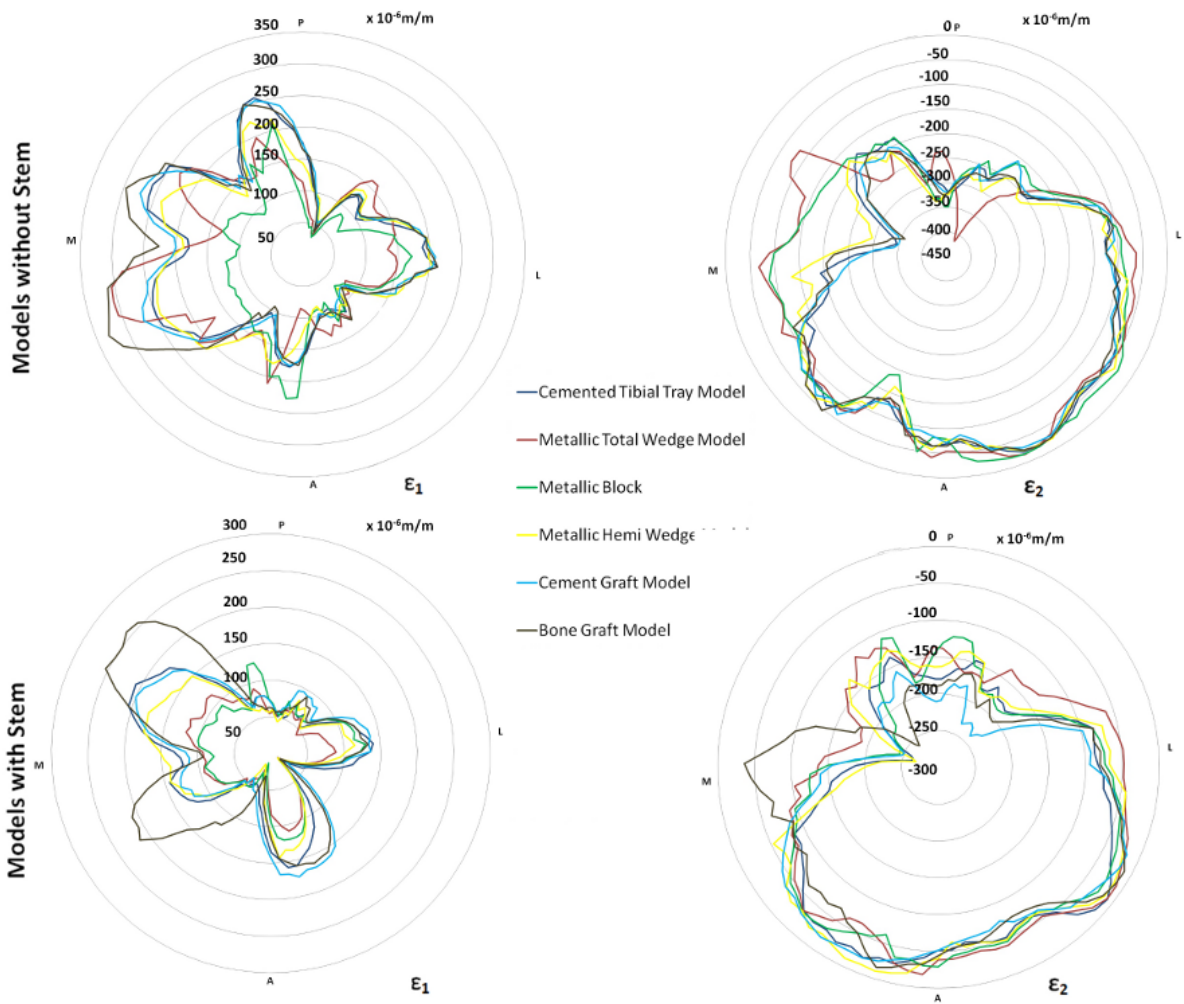 350
P
x 10-6m/m
300
250
200
150
100
50
M
L
A
ε1
0
P
x 10-6m/m
-50
-100
-150
-200
-250
-300
-350
-400
-450
M
L
A
ε2
Models without Stem
Cemented Tibial Tray Model
Metallic Total Wedge Model
Metallic Block
Metallic Hemi Wedge
Cement Graft Model
Bone Graft Model
300
P
x 10-6m/m
250
200
150
100
50
M
L
A
ε1
0
P
x 10-6m/m
-50
-100
-150
-200
-250
-300
M
L
A
ε2
Models with Stem